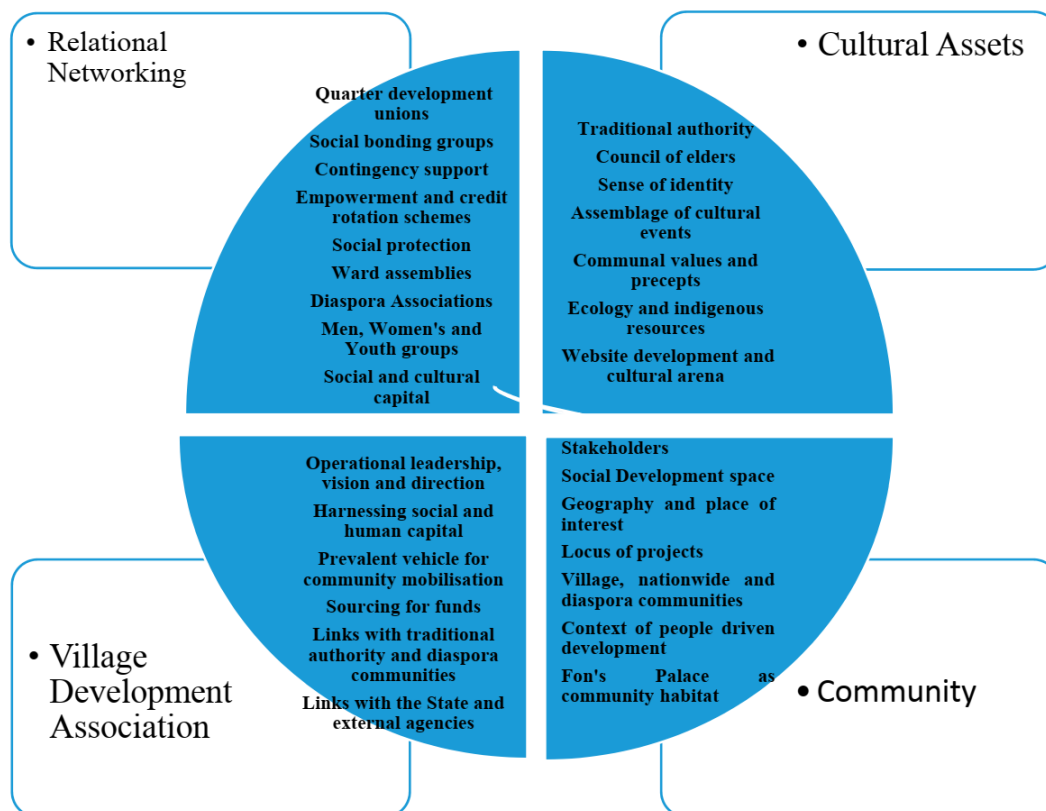 • Relational
Networking
Quarter development
unions
Social bonding groups
Contingency support
Empowerment and credit
rotation schemes
Social protection
Ward assemblies
Diaspora Associations
Men, Women's and
Youth groups
Social and cultural
capital
• Cultural Assets
Traditional authority
Council of elders
Sense of identity
Assemblage of cultural
events
Communal values and
precepts
Ecology and indigenous
resources
Website development and
cultural arena
• Village
Development
Association
Operational leadership,
vision and direction
Harnessing social and
human capital
Prevalent vehicle for
community mobilisation
Sourcing for funds
Links with traditional
authority and diaspora
communities
Links with the State and
external agencies
Stakeholders
Social Development space
Geography and place of
interest
Locus of projects
Village, nationwide and
diaspora communities
Context of people driven
development
Fon's Palace as
community habitat
• Community